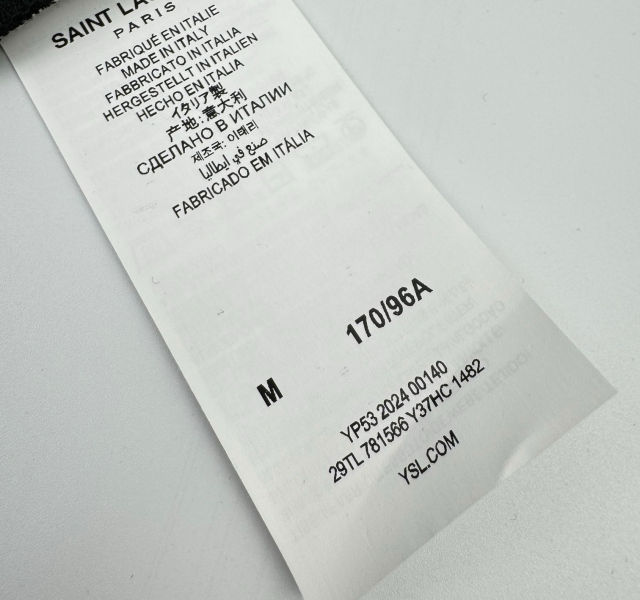 SAINT LA
PARIS
FABRIQUÉ EN ITALIE
MADE IN ITALY
FABBRICATO IN ITALIA
HERGESTELLT IN ITALIEN
HECHO EN ITALIA
イタリア製
产地: 意大利
СДЕЛАНО В ИТАЛИИ
제조국: 이태리
صنع في ايطاليا
FABRICADO EM ITÁLIA
M 170/96A
YP53 2024 00140
29TL 781566 Y37HC 1482
YSL.COM